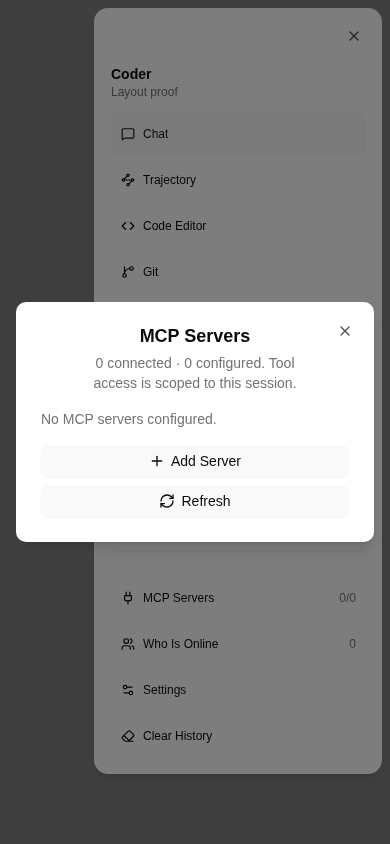 Coder
Layout proof
Chat
Trajectory
Code Editor
Git
MCP Servers
0 connected · 0 configured. Tool
access is scoped to this session.
No MCP servers configured.
Add Server
Refresh
MCP Servers 0/0
Who Is Online 0
Settings
Clear History